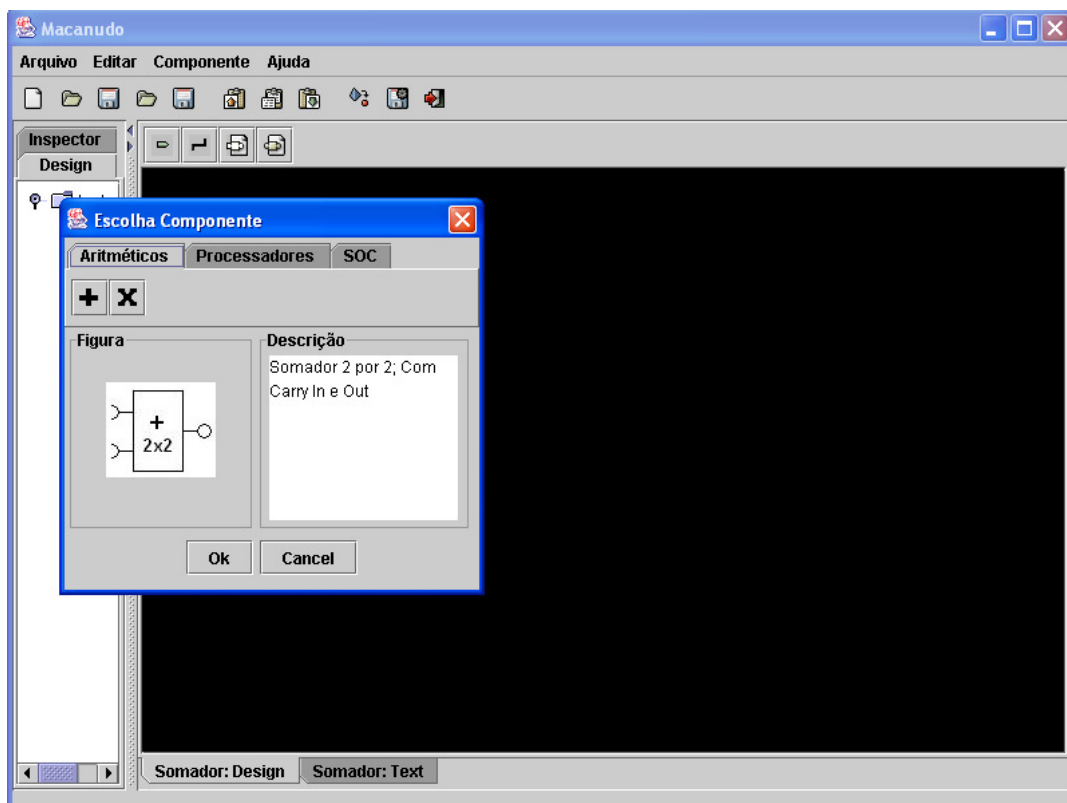 Macanudo
Arquivo Editar Componente Ajuda
Inspector
Design
Escolha Componente
Aritméticos Processadores SOC
+ x
Figura
Descrição
Somador 2 por 2; Com
Carry In e Out
+
2x2
Ok Cancel
Somador: Design Somador: Text